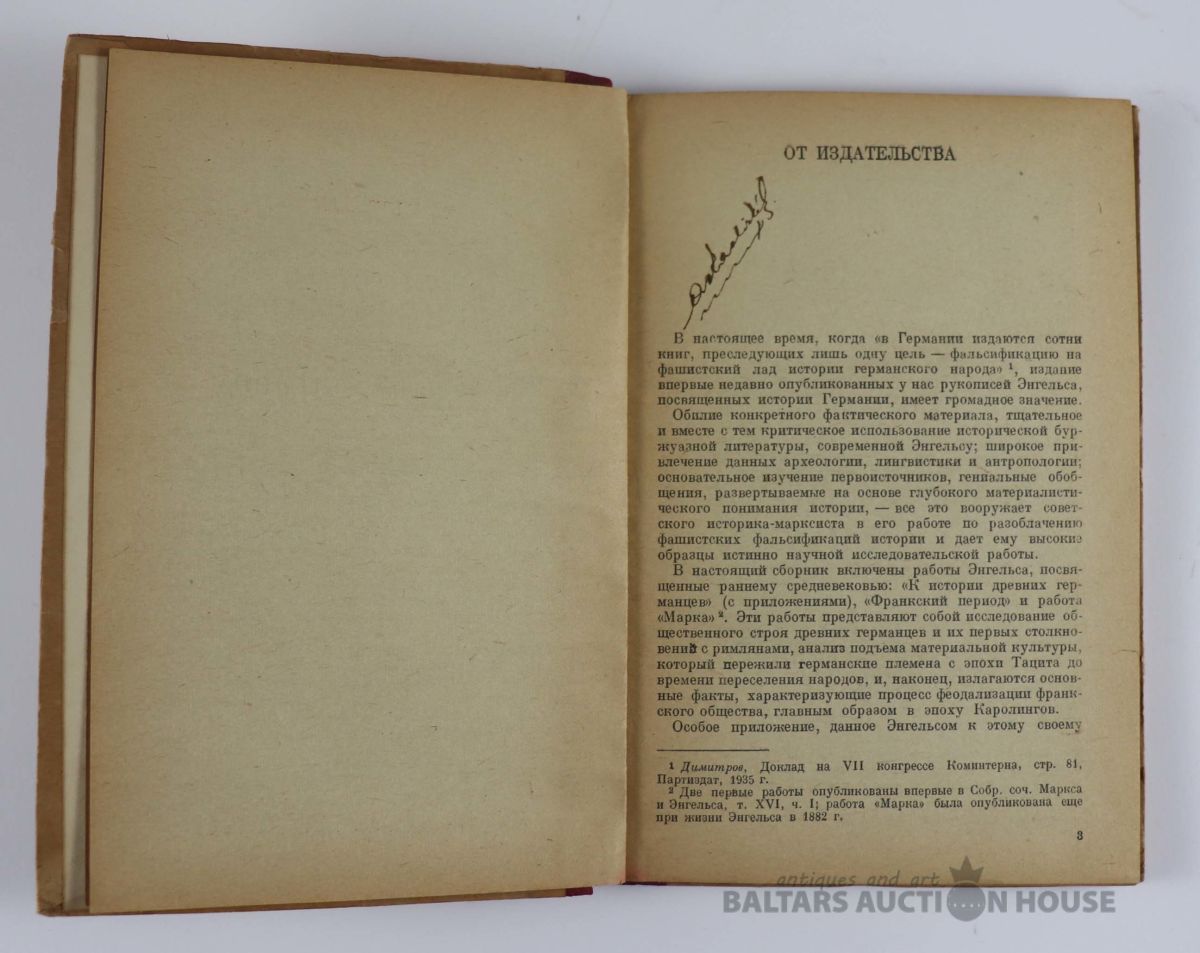 ОТ ИЗДАТЕЛЬСТВА
В настоящее время, когда «в Германии издаются сотни
книг, преследующих лишь одну цель — фальсификацию на
фашистский лад истории германского народа» ¹, издание
впервые недавно опубликованных у нас рукописей Энгельса,
посвященных истории Германии, имеет громадное значение.
Обилие конкретного фактического материала, тщательное
и вместе с тем критическое использование исторической бур-
жуазной литературы, современной Энгельсу; широкое при-
влечение данных археологии, лингвистики и антропологии;
основательное изучение первоисточников, гениальные обоб-
щения, развертываемые на основе глубокого материалисти-
ческого понимания истории, — все это вооружает совет-
ского историка-марксиста в его работе по разоблачению
фашистских фальсификаций истории и дает ему высокие
образцы истинно научной исследовательской работы.
В настоящий сборник включены работы Энгельса, посвя-
щенные раннему средневековью: «К истории древних гер-
манцев» (с приложениями), «Франкский период» и работа
«Марка» ². Эти работы представляют собой исследование об-
щественного строя древних германцев и их первых столкно-
вений с римлянами, анализ подъема материальной культуры,
который пережили германские племена с эпохи Тацита до
времени переселения народов, и, наконец, излагаются основ-
ные факты, характеризующие процесс феодализации франк-
ского общества, главным образом в эпоху Каролингов.
Особое приложение, данное Энгельсом к этому своему
¹ Димитров, Доклад на VII конгрессе Коминтерна, стр. 81,
Партиздат, 1935 г.
² Две первые работы опубликованы впервые в Собр. соч. Маркса
и Энгельса, т. XVI, ч. I; работа «Марка» была опубликована еще
при жизни Энгельса в 1882 г.
3
antiques and art
BALTARS AUCTION HOUSE